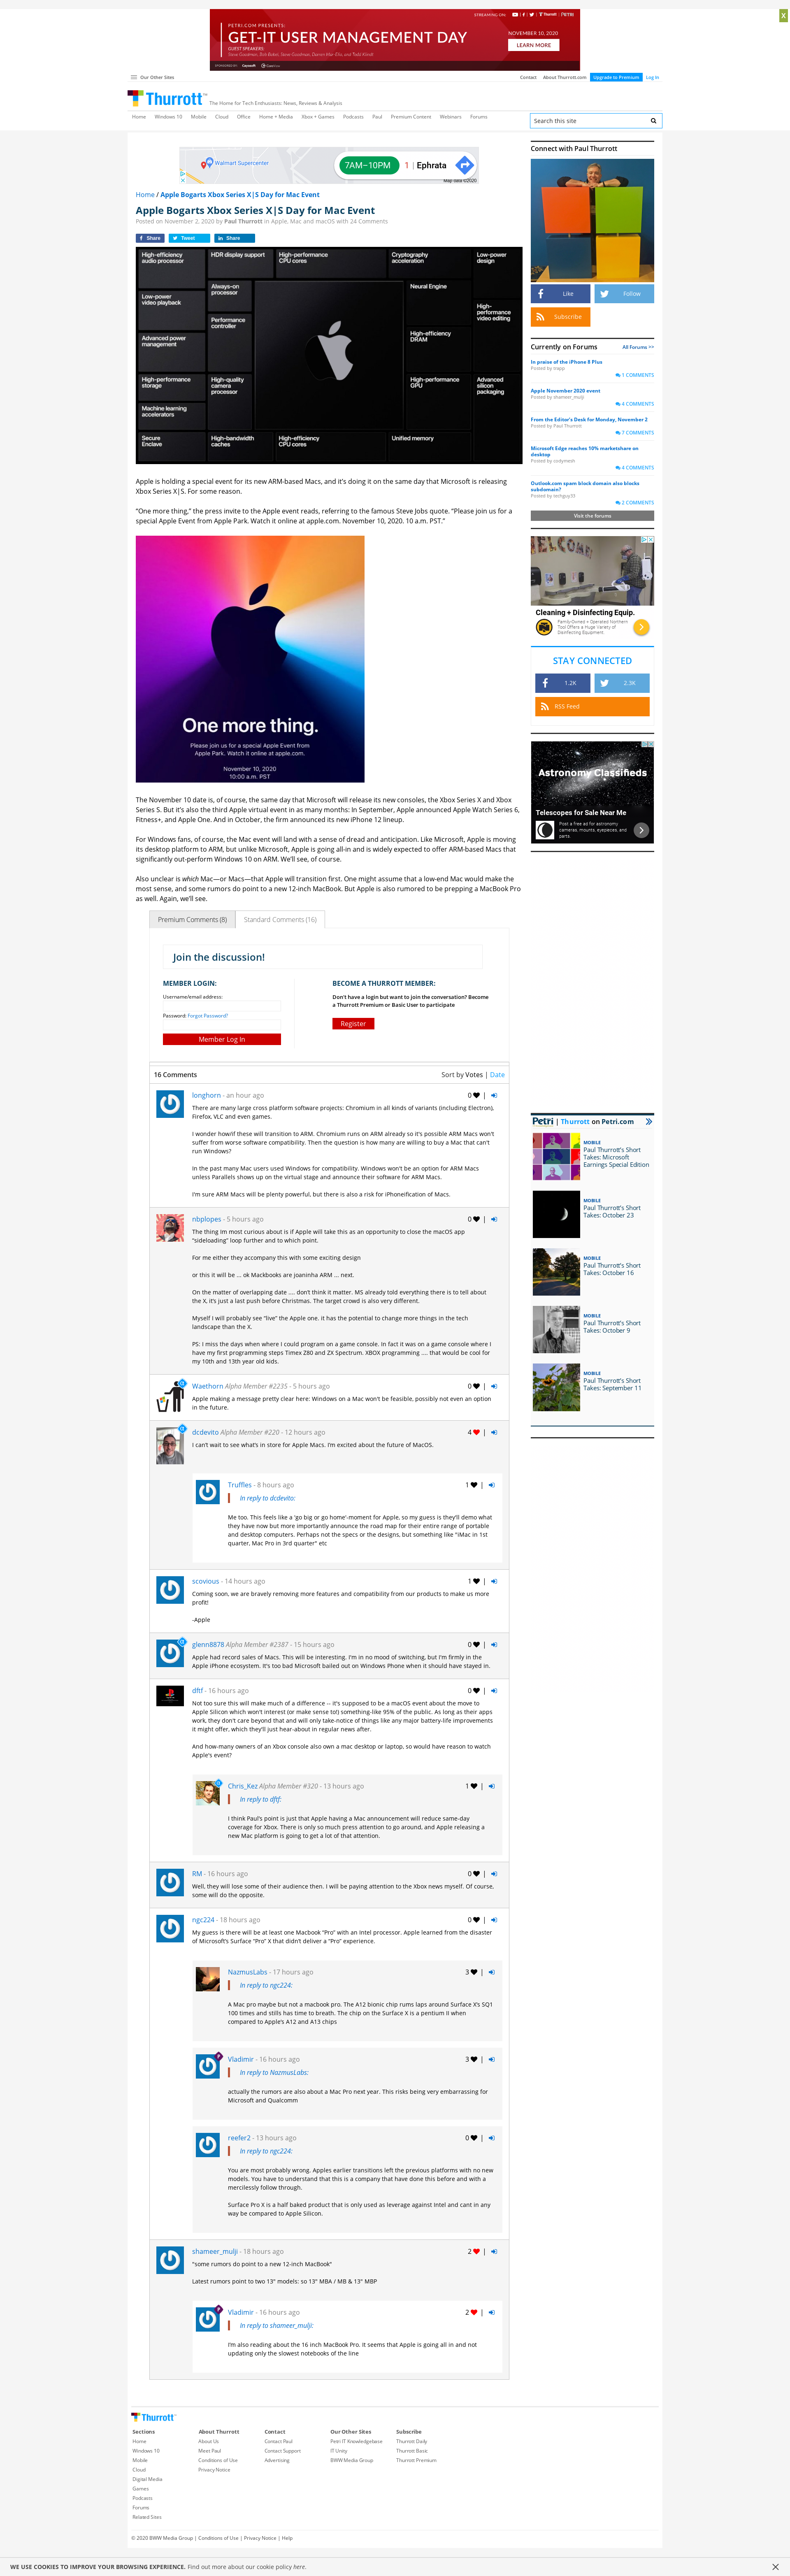 X
STREAMING ON:
PETRI.COM PRESENTS:
GET-IT USER MANAGEMENT DAY
GUEST SPEAKERS
NOVEMBER 10, 2020
LEARN MORE
Our Other Sites
Contact About Thurrott.com Upgrade to Premium Log In
Thurrott
The Home for Tech Enthusiasts: News, Reviews & Analysis
Home Windows 10 Mobile Cloud Office Home + Media Xbox + Games Podcasts Paul Premium Content Webinars Forums
Search this site
Walmart Supercenter
7AM–10PM 1 | Ephrata
Map data ©2020
Home / Apple Bogarts Xbox Series X|S Day for Mac Event
Apple Bogarts Xbox Series X|S Day for Mac Event
Posted on November 2, 2020 by Paul Thurrott in Apple, Mac and macOS with 24 Comments
Share Tweet Share
High-efficiency audio processor
HDR display support
High-performance CPU cores
Cryptography acceleration
Low-power design
Always-on processor
Neural Engine
Low-power video playback
High-performance video editing
Performance controller
Advanced power management
High-efficiency DRAM
High-performance storage
High-quality camera processor
High-performance GPU
Advanced silicon packaging
Machine learning accelerators
Secure Enclave
High-bandwidth caches
High-efficiency CPU cores
Unified memory
Apple is holding a special event for its new ARM-based Macs, and it’s doing it on the same day that Microsoft is releasing
Xbox Series X|S. For some reason.
“One more thing,” the press invite to the Apple event reads, referring to the famous Steve Jobs quote. “Please join us for a
special Apple Event from Apple Park. Watch it online at apple.com. November 10, 2020. 10 a.m. PST.”
One more thing.
Please join us for a special Apple Event from
Apple Park. Watch it online at apple.com.
November 10, 2020
10:00 a.m. PST
The November 10 date is, of course, the same day that Microsoft will release its new consoles, the Xbox Series X and Xbox
Series S. But it’s also the third Apple virtual event in as many months: In September, Apple announced Apple Watch Series 6,
Fitness+, and Apple One. And in October, the firm announced its new iPhone 12 lineup.
For Windows fans, of course, the Mac event will land with a sense of dread and anticipation. Like Microsoft, Apple is moving
its desktop platform to ARM, but unlike Microsoft, Apple is going all-in and is widely expected to offer ARM-based Macs that
significantly out-perform Windows 10 on ARM. We’ll see, of course.
Also unclear is which Mac—or Macs—that Apple will transition first. One might assume that a low-end Mac would make the
most sense, and some rumors do point to a new 12-inch MacBook. But Apple is also rumored to be prepping a MacBook Pro
as well. Again, we’ll see.
Premium Comments (8) Standard Comments (16)
Join the discussion!
MEMBER LOGIN:
Username/email address:
Password: Forgot Password?
Member Log In
BECOME A THURROTT MEMBER:
Don't have a login but want to join the conversation? Become
a Thurrott Premium or Basic User to participate
Register
16 Comments
Sort by Votes | Date
longhorn - an hour ago
0 |
There are many large cross platform software projects: Chromium in all kinds of variants (including Electron),
Firefox, VLC and even games.
I wonder how/if these will transition to ARM. Chromium runs on ARM already so it's possible ARM Macs won't
suffer from worse software compatibility. Then the question is how many are willing to buy a Mac that can't
run Windows?
In the past many Mac users used Windows for compatibility. Windows won't be an option for ARM Macs
unless Parallels shows up on the virtual stage and announce their software for ARM Macs.
I'm sure ARM Macs will be plenty powerful, but there is also a risk for iPhoneification of Macs.
nbplopes - 5 hours ago
0 |
The thing Im most curious about is if Apple will take this as an opportunity to close the macOS app
“sideloading” loop further and to which point.
For me either they accompany this with some exciting design
or this it will be ... ok Mackbooks are joaninha ARM ... next.
On the matter of overlapping date .... don't think it matter. MS already told everything there is to tell about
the X, it's just a last push before Christmas. The target crowd is also very different.
Myself I will probably see “live” the Apple one. It has the potential to change more things in the tech
landscape than the X.
PS: I miss the days when where I could program on a game console. In fact it was on a game console where I
have my first programming steps Timex Z80 and ZX Spectrum. XBOX programming .... that would be cool for
my 10th and 13th year old kids
Waethorn Alpha Member #2235 - 5 hours ago
0 |
Apple making a message pretty clear here: Windows on a Mac won't be feasible, possibly not even an option
in the future.
dcdevito Alpha Member #220 - 12 hours ago
4 |
I can’t wait to see what’s in store for Apple Macs. I’m excited about the future of MacOS.
Truffles - 8 hours ago
1 |
In reply to dcdevito:
Me too. This feels like a 'go big or go home'-moment for Apple, so my guess is they'll demo what
they have now but more importantly announce the road map for their entire range of portable
and desktop computers. Perhaps not the specs or the designs, but something like "iMac in 1st
quarter, Mac Pro in 3rd quarter" etc
scovious - 14 hours ago
1 |
Coming soon, we are bravely removing more features and compatibility from our products to make us more
profit!
-Apple
glenn8878 Alpha Member #2387 - 15 hours ago
0 |
Apple had record sales of Macs. This will be interesting. I’m in no mood of switching, but I’m firmly in the
Apple iPhone ecosystem. It’s too bad Microsoft bailed out on Windows Phone when it should have stayed in.
dftf - 16 hours ago
0 |
Not too sure this will make much of a difference -- it's supposed to be a macOS event about the move to
Apple Silicon which won't interest (or make sense to!) something-like 95% of the public. As long as their apps
work, they don't care beyond that and will only take-notice of things like any major battery-life improvements
it might offer, which they'll just hear-about in regular news after.
And how-many owners of an Xbox console also own a mac desktop or laptop, so would have reason to watch
Apple's event?
Chris_Kez Alpha Member #320 - 13 hours ago
1 |
In reply to dftf:
I think Paul’s point is just that Apple having a Mac announcement will reduce same-day
coverage for Xbox. There is only so much press attention to go around, and Apple releasing a
new Mac platform is going to get a lot of that attention.
RM - 16 hours ago
0 |
Well, they will lose some of their audience then. I will be paying attention to the Xbox news myself. Of course,
some will do the opposite.
ngc224 - 18 hours ago
0 |
My guess is there will be at least one Macbook “Pro” with an Intel processor. Apple learned from the disaster
of Microsoft’s Surface “Pro” X that didn’t deliver a “Pro” experience.
NazmusLabs - 17 hours ago
3 |
In reply to ngc224:
A Mac pro maybe but not a macbook pro. The A12 bionic chip rums laps around Surface X’s SQ1
100 times and stills has time to breath. The chip on the Surface X is a pentium II when
compared to Apple’s A12 and A13 chips
Vladimir - 16 hours ago
3 |
In reply to NazmusLabs:
actually the rumors are also about a Mac Pro next year. This risks being very embarrassing for
Microsoft and Qualcomm
reefer2 - 13 hours ago
0 |
In reply to ngc224:
You are most probably wrong. Apples earlier transitions left the previous platforms with no new
models. You have to understand that this is a company that have done this before and with a
mercilessly follow through.
Surface Pro X is a half baked product that is only used as leverage against Intel and cant in any
way be compared to Apple Silicon.
shameer_mulji - 18 hours ago
2 |
"some rumors do point to a new 12-inch MacBook"
Latest rumors point to two 13" models: so 13" MBA / MB & 13" MBP
Vladimir - 16 hours ago
2 |
In reply to shameer_mulji:
I’m also reading about the 16 inch MacBook Pro. It seems that Apple is going all in and not
updating only the slowest notebooks of the line
Connect with Paul Thurrott
Like Follow
Subscribe
Currently on Forums
All Forums >>
In praise of the iPhone 8 Plus
1 COMMENTS
Apple November 2020 event
Posted by shameer_mulji
4 COMMENTS
From the Editor's Desk for Monday, November 2
Posted by Paul Thurrott
7 COMMENTS
Microsoft Edge reaches 10% marketshare on
desktop
Posted by codymesh
4 COMMENTS
Outlook.com spam block domain also blocks
subdomain?
Posted by techguy33
2 COMMENTS
Visit the forums
Cleaning + Disinfecting Equip.
Family-Owned + Operated Northern
Tool Offers a Huge Variety of
Disinfecting Equipment
STAY CONNECTED
1.2K 2.3K
RSS Feed
Astronomy Classifieds
Telescopes for Sale Near Me
Post a free ad for astronomy
cameras, mounts, eyepieces, and
parts.
Petri | Thurrott on Petri.com
MOBILE
Paul Thurrott's Short
Takes: Microsoft
Earnings Special Edition
MOBILE
Paul Thurrott's Short
Takes: October 23
MOBILE
Paul Thurrott's Short
Takes: October 16
MOBILE
Paul Thurrott's Short
Takes: October 9
MOBILE
Paul Thurrott's Short
Takes: September 11
Thurrott
Sections
Home
Windows 10
Mobile
Cloud
Digital Media
Games
Podcasts
Forums
Related Sites
About Thurrott
About Us
Meet Paul
Conditions of Use
Privacy Notice
Contact
Contact Paul
Contact Support
Advertising
Our Other Sites
Petri IT Knowledgebase
IT Unity
BWW Media Group
Subscribe
Thurrott Daily
Thurrott Basic
Thurrott Premium
© 2020 BWW Media Group | Conditions of Use | Privacy Notice | Help
WE USE COOKIES TO IMPROVE YOUR BROWSING EXPERIENCE. Find out more about our cookie policy here.